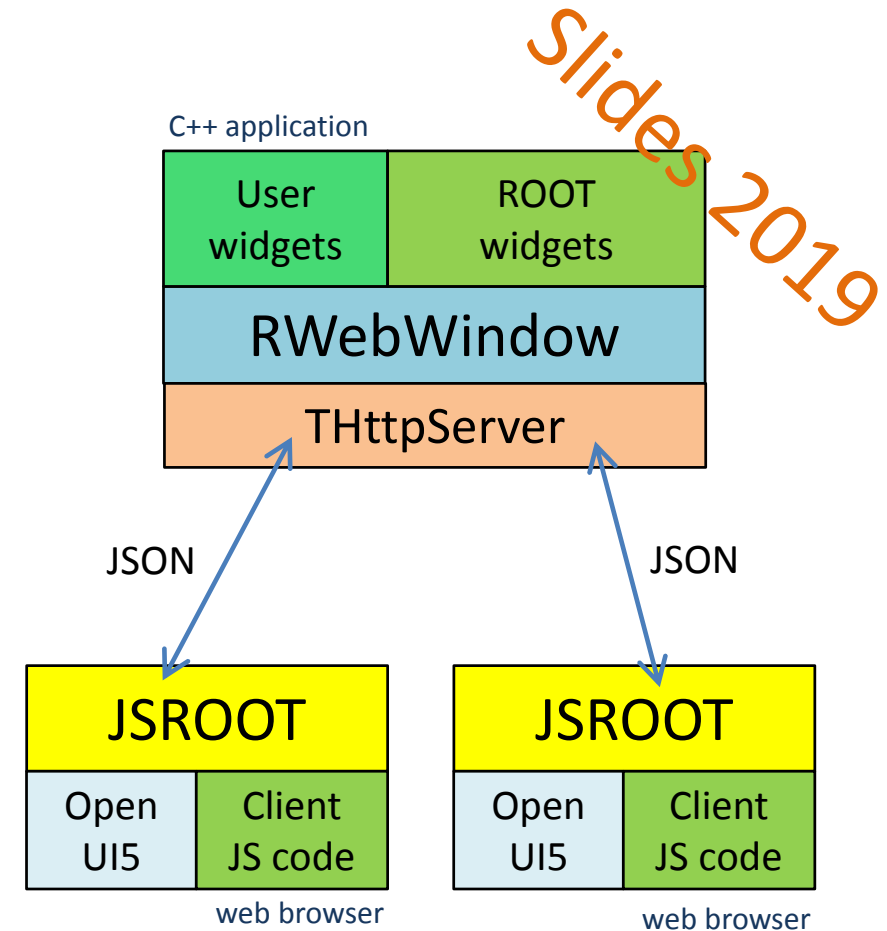 Slides 2019
C++ application
User
widgets
ROOT
widgets
RWebWindow
THttpServer
JSON
JSON
JSROOT
Open
UI5
Client
JS code
web browser
JSROOT
Open
UI5
Client
JS code
web browser